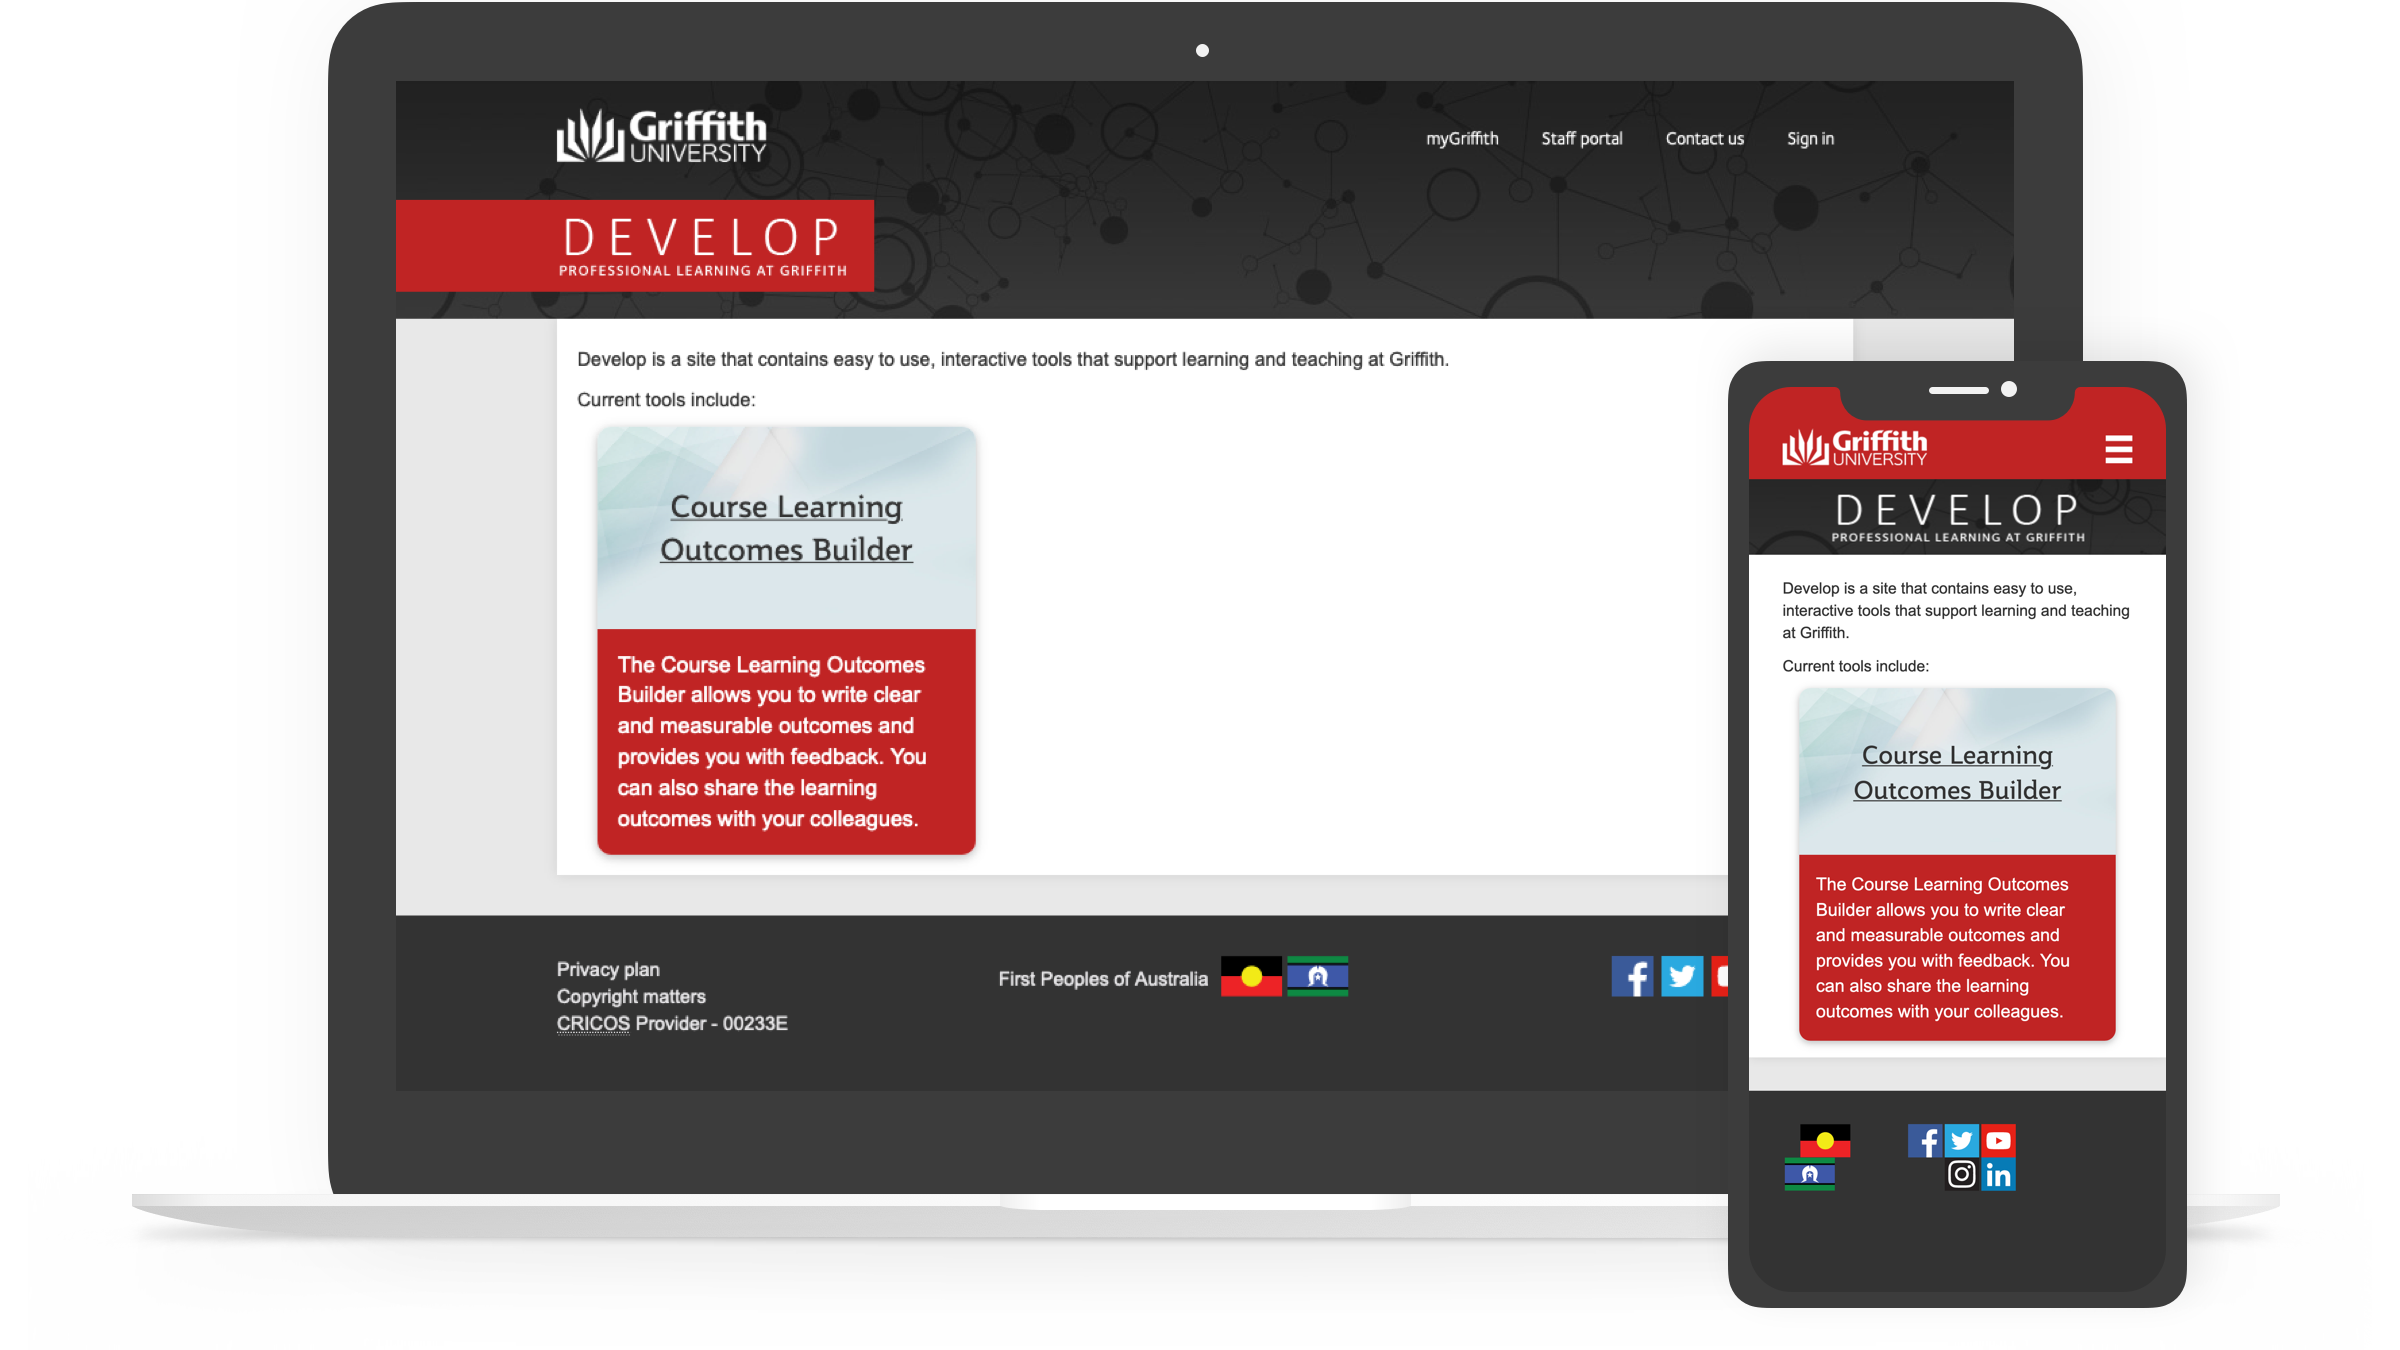 Griffith
UNIVERSITY
myGriffith Staff portal Contact us Sign in
DEVELOP
PROFESSIONAL LEARNING AT GRIFFITH
Develop is a site that contains easy to use, interactive tools that support learning and teaching at Griffith.
Current tools include:
Course Learning
Outcomes Builder
The Course Learning Outcomes
Builder allows you to write clear
and measurable outcomes and
provides you with feedback. You
can also share the learning
outcomes with your colleagues.
Privacy plan
Copyright matters
CRICOS Provider - 00233E
First Peoples of Australia
Griffith
UNIVERSITY
DEVELOP
PROFESSIONAL LEARNING AT GRIFFITH
Develop is a site that contains easy to use,
interactive tools that support learning and teaching
at Griffith.
Current tools include:
Course Learning
Outcomes Builder
The Course Learning Outcomes
Builder allows you to write clear
and measurable outcomes and
provides you with feedback. You
can also share the learning
outcomes with your colleagues.